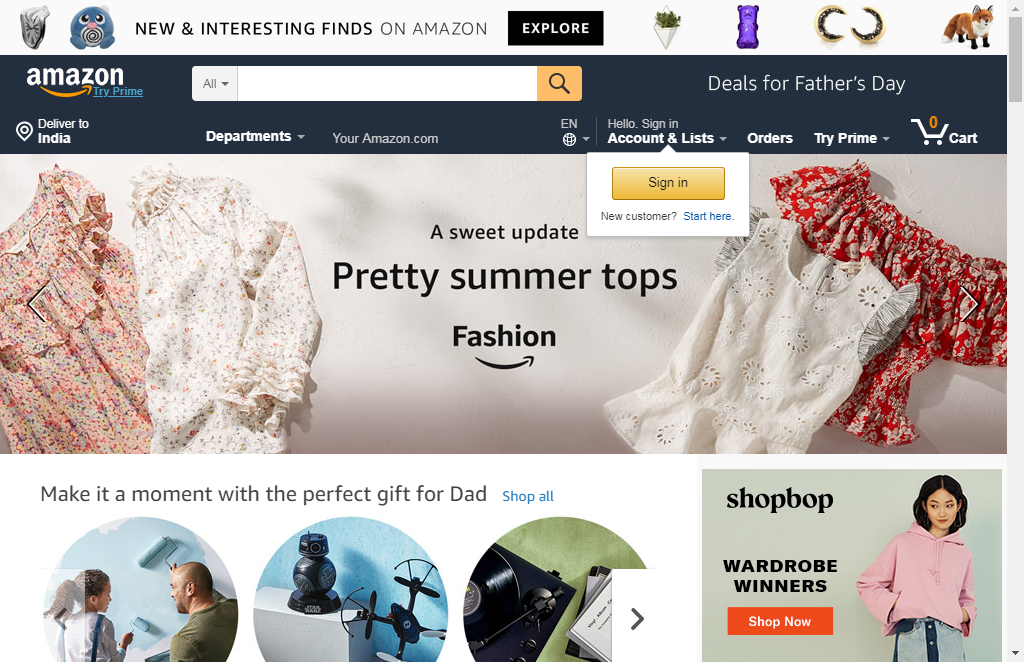 NEW & INTERESTING FINDS ON AMAZON EXPLORE
amazon
Try Prime
All
Deals for Father's Day
Deliver to
India
Departments
Your Amazon.com
EN
Hello. Sign in
Account & Lists
Orders
Try Prime
0
Cart
Sign in
New customer? Start here.
A sweet update
Pretty summer tops
Fashion
Make it a moment with the perfect gift for Dad Shop all
STAR WARS
shopbop
WARDROBE
WINNERS
Shop Now